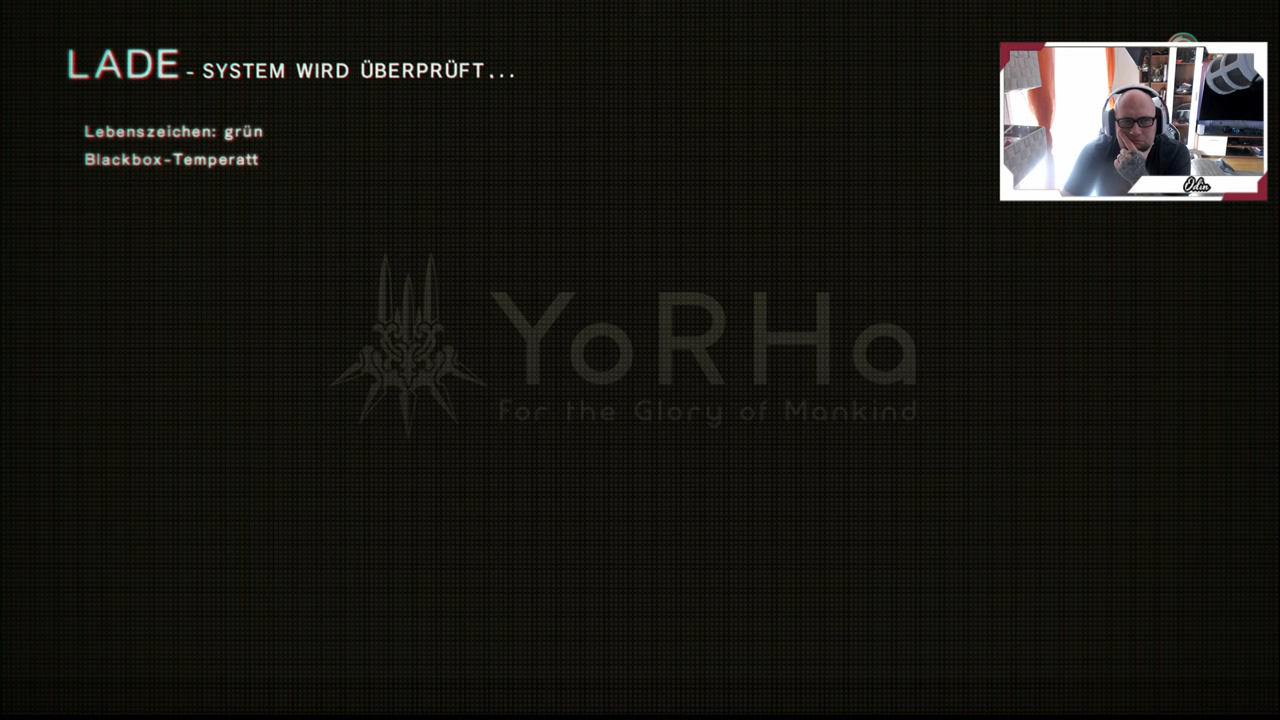 LADE - SYSTEM WIRD ÜBERPRÜFT...
Lebenszeichen: grün
Blackbox-Temperatt
YoRHa
For the Glory of Mankind
Odin